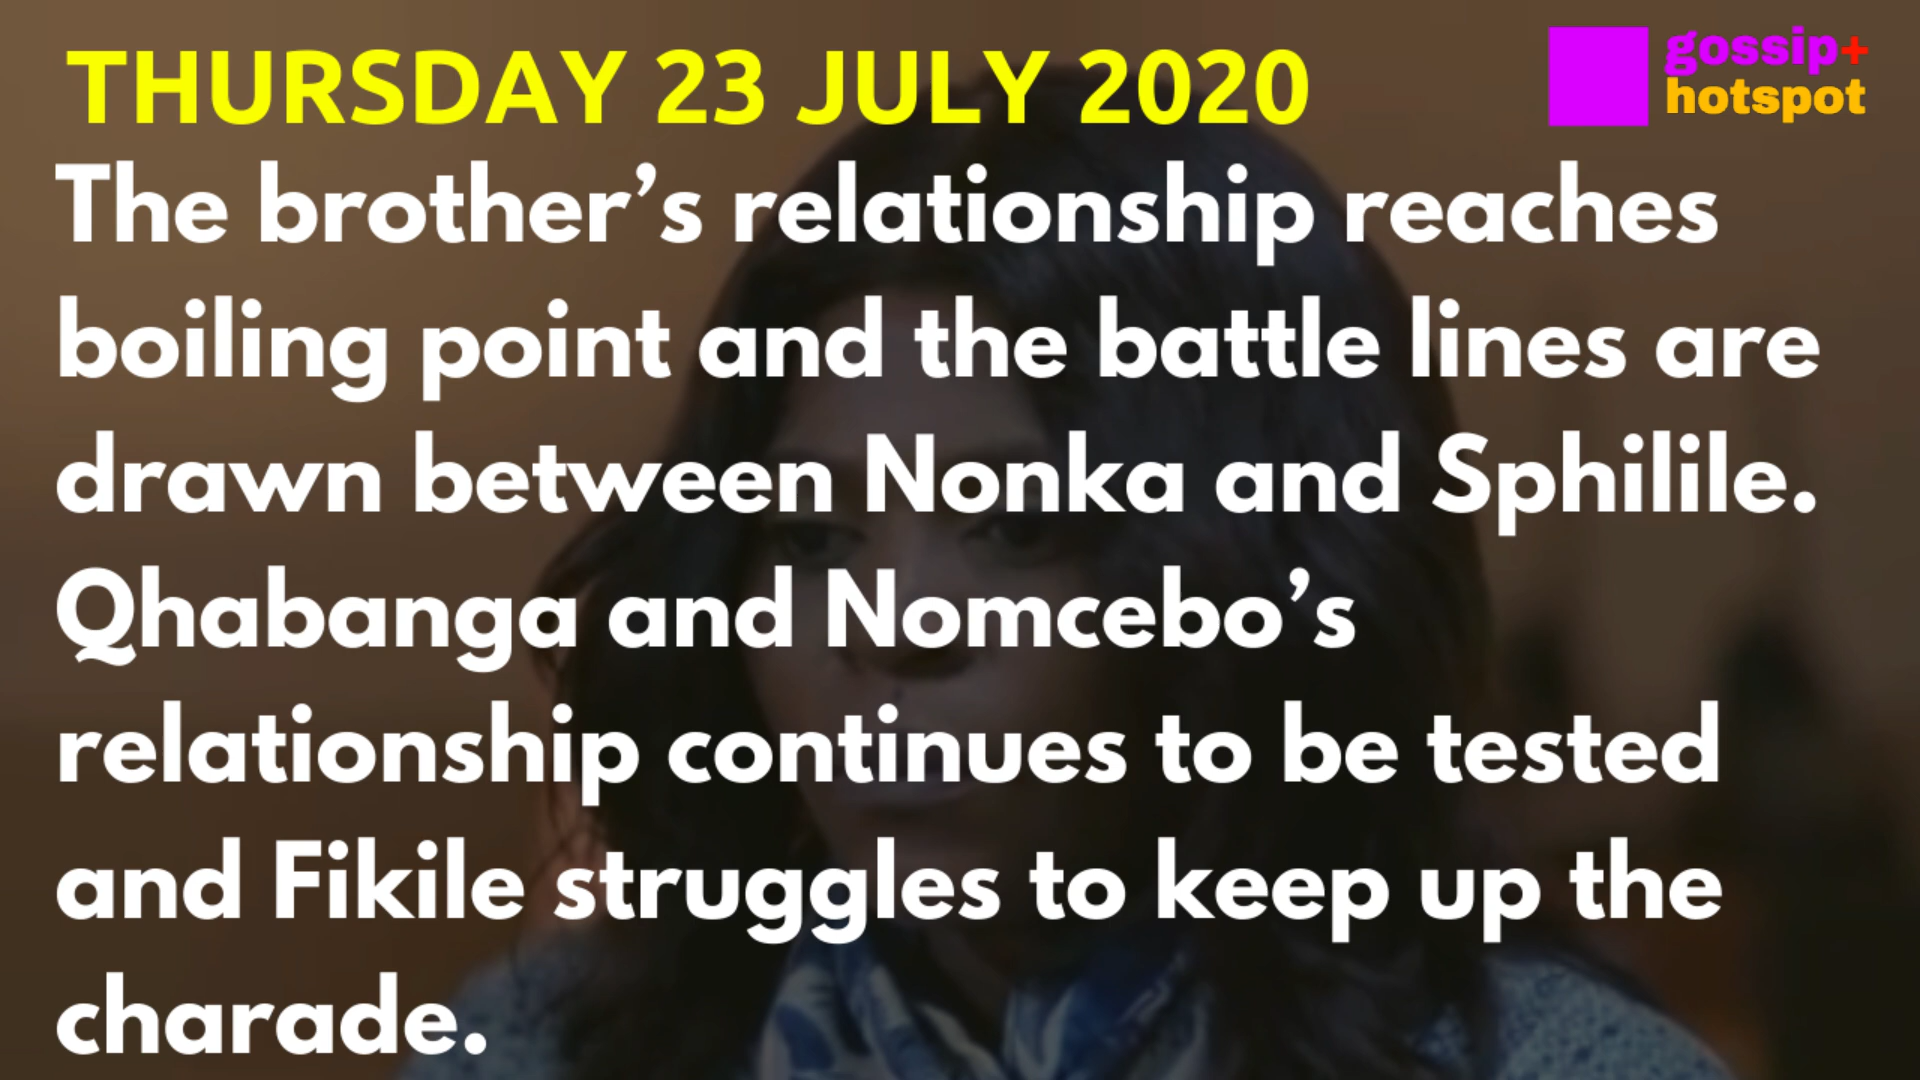 THURSDAY 23 JULY 2020
gossip+
hotspot
The brother’s relationship reaches
boiling point and the battle lines are
drawn between Nonka and Sphilile.
Qhabanga and Nomcebo’s
relationship continues to be tested
and Fikile struggles to keep up the
charade.